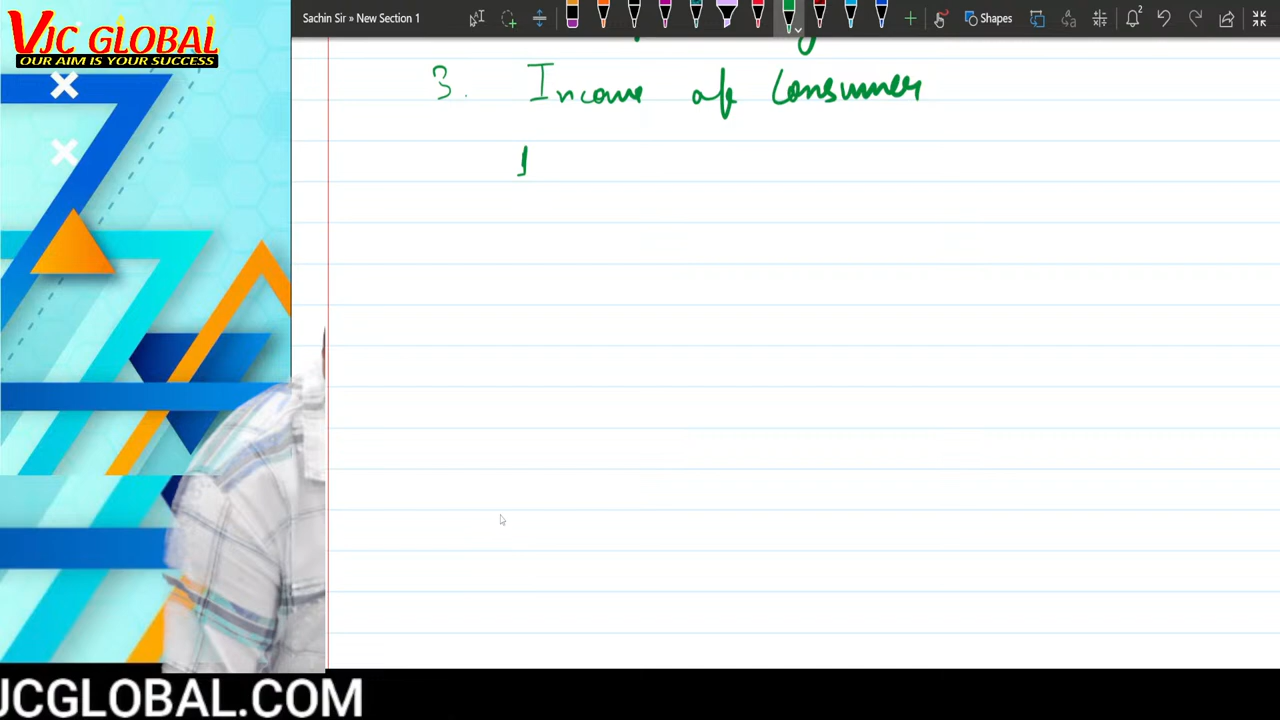 VJC GLOBAL
OUR AIM IS YOUR SUCCESS
Sachin Sir » New Section 1
Shapes
2
3. Income of Consumer
JCGLOBAL.COM